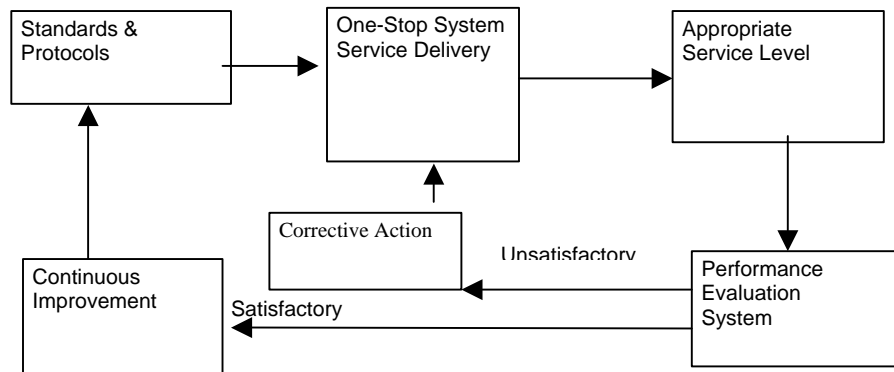 Standards &
Protocols
One-Stop System
Service Delivery
Appropriate
Service Level
Corrective Action
Unsatisfactory
Continuous
Improvement
Satisfactory
Performance
Evaluation
System